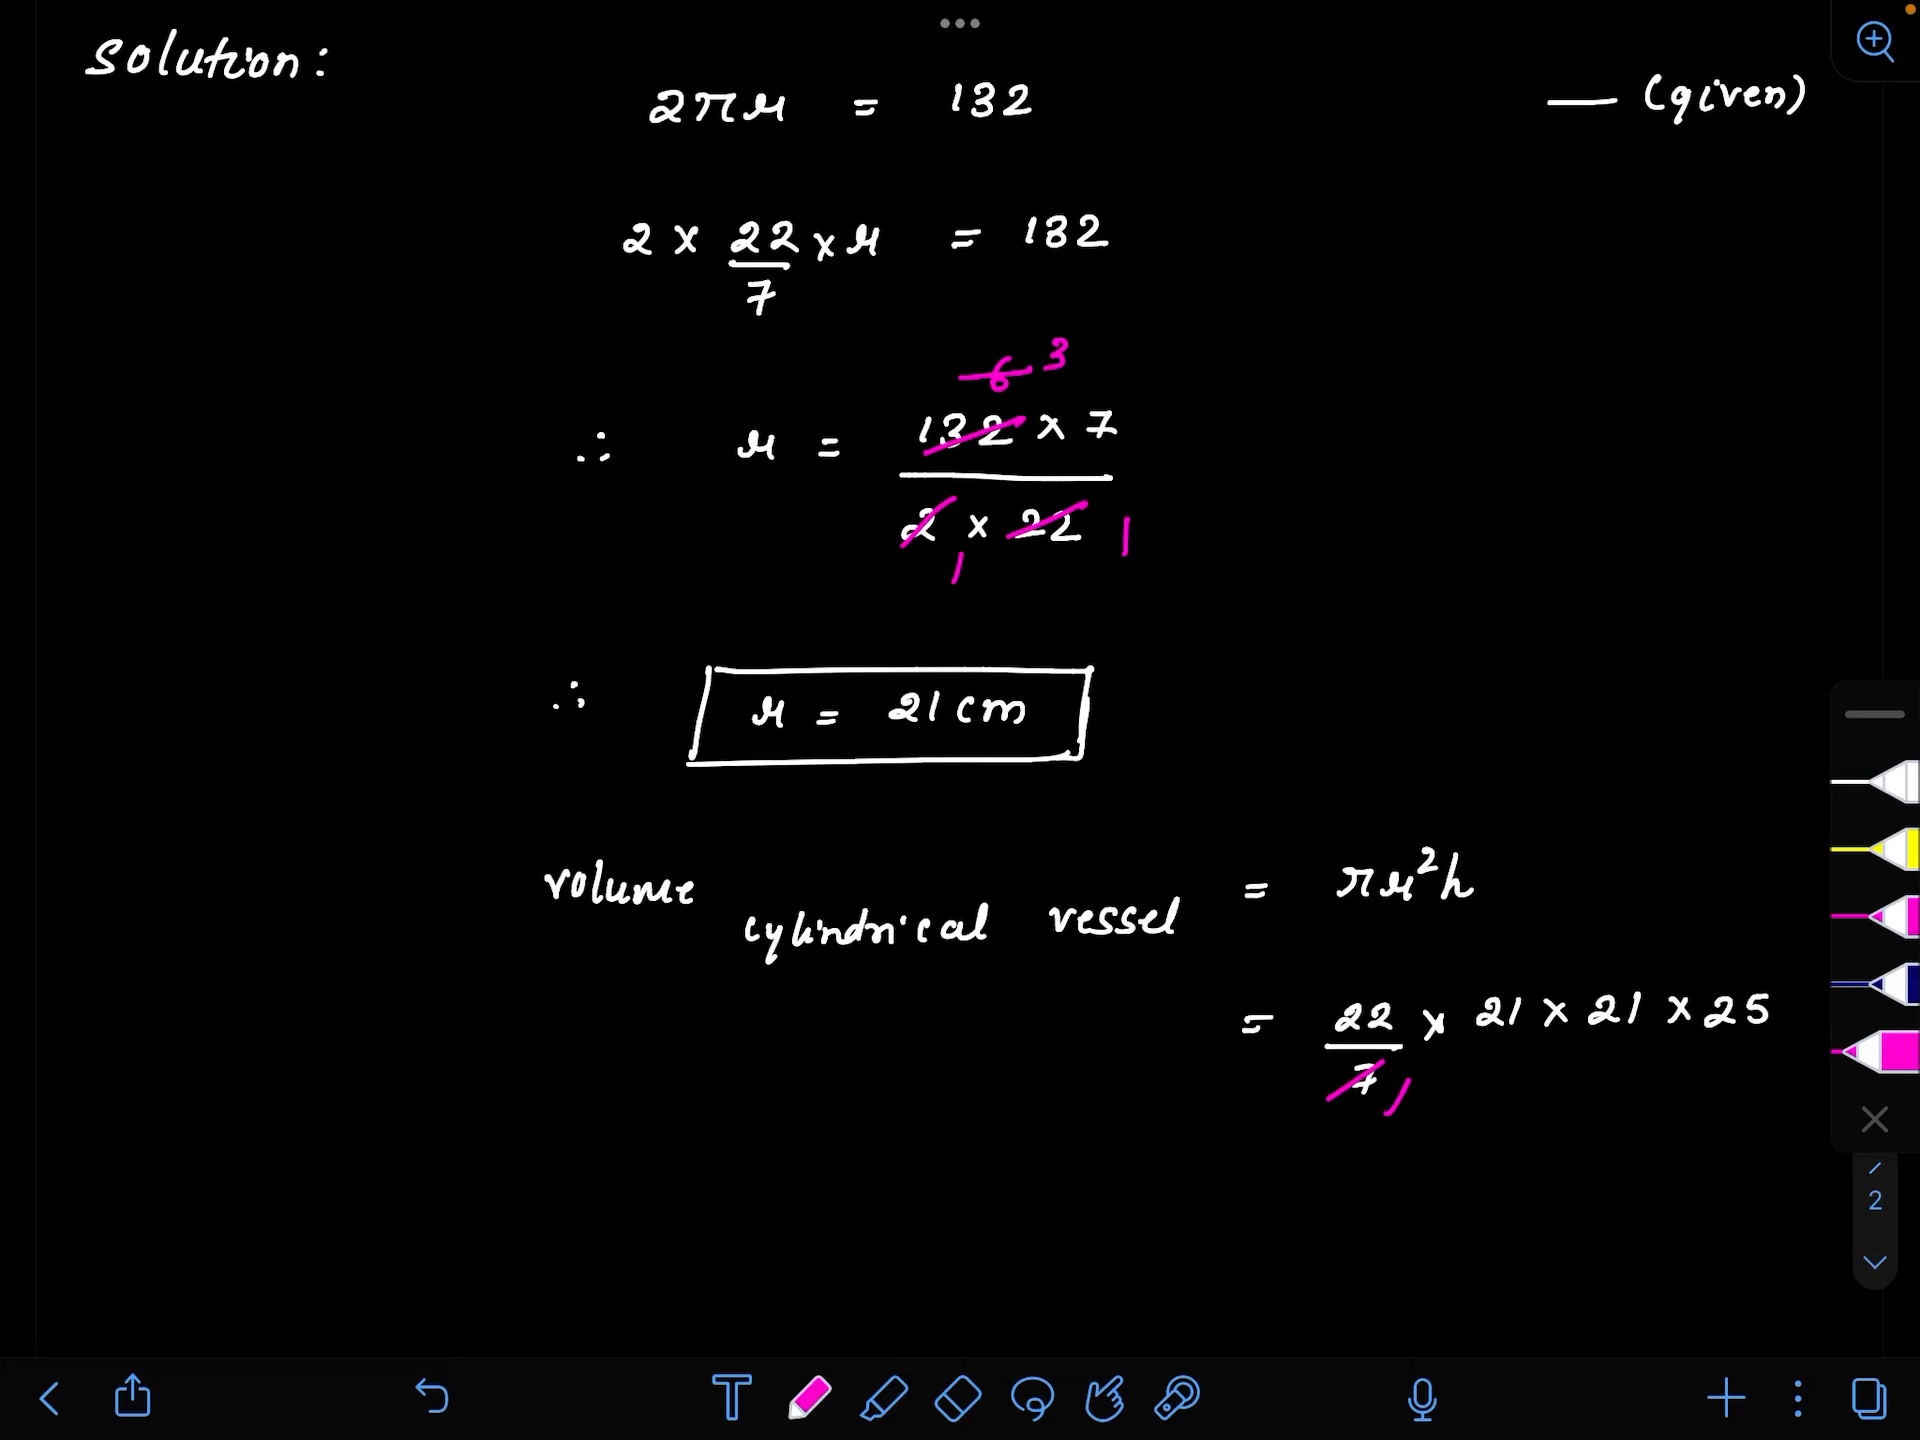 Solution:
2πr = 132 — (given)
2 × 22/7 × r = 132
6 3
∴ r = 132 × 7
2 × 22 1
1
∴ r = 21 cm
volume cylindrical vessel = πr²h
= 22/7 × 21 × 21 × 25
1
2
T